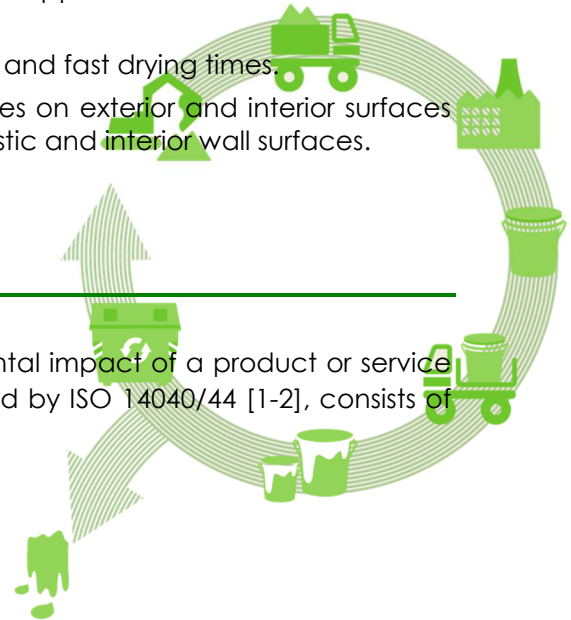 and fast drying times.
es on exterior and interior surfaces
stic and interior wall surfaces.
ntal impact of a product or service
d by ISO 14040/44 [1-2], consists of